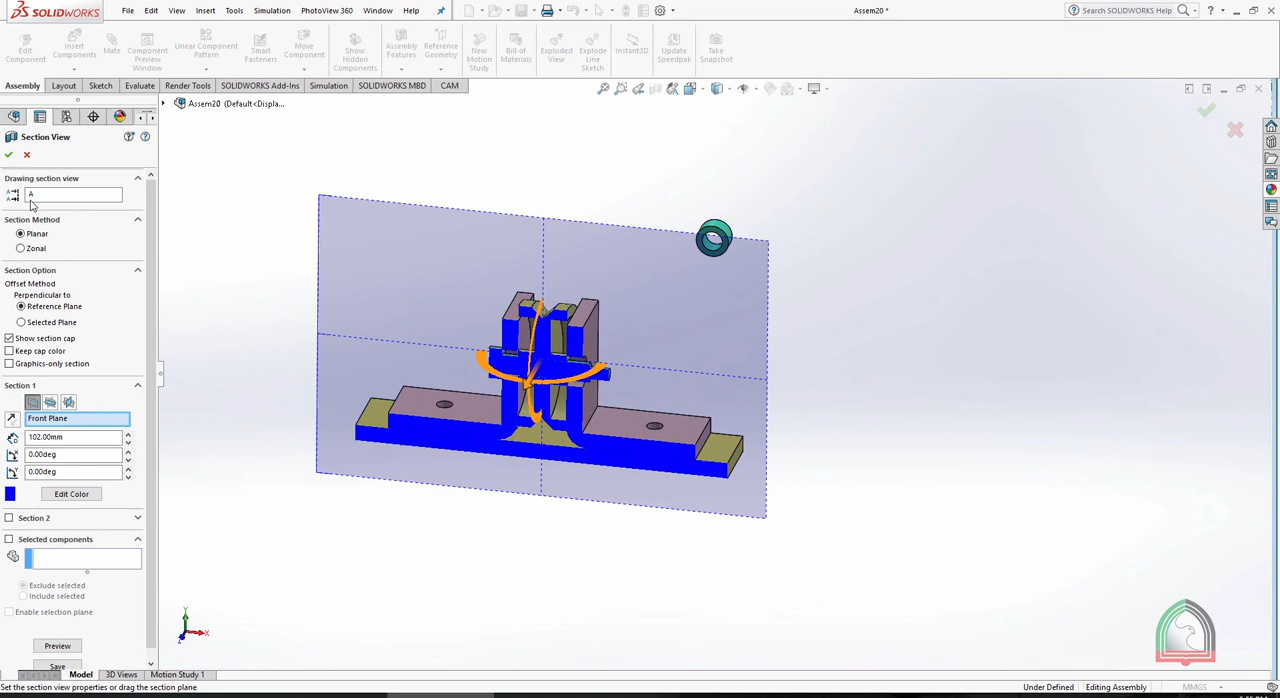 SOLIDWORKS
File Edit View Insert Tools Simulation PhotoView 360 Window Help
Assem20 *
Search SOLIDWORKS Help
Edit Component
Insert Components
Mate
Component Preview Window
Linear Component Pattern
Smart Fasteners
Move Component
Show Hidden Components
Assembly Features
Reference Geometry
New Motion Study
Bill of Materials
Exploded View
Explode Line Sketch
Instant3D
Update Speedpak
Take Snapshot
Assembly Layout Sketch Evaluate Render Tools SOLIDWORKS Add-Ins Simulation SOLIDWORKS MBD CAM
Assem20 (Default<Displa...
Section View
Drawing section view
A
Section Method
Planar
Zonal
Section Option
Offset Method
Perpendicular to
Reference Plane
Selected Plane
Show section cap
Keep cap color
Graphics-only section
Section 1
Front Plane
102.00mm
0.00deg
0.00deg
Edit Color
Section 2
Selected components
Exclude selected
Include selected
Enable selection plane
Preview
Save
Y
X
Z
Model 3D Views Motion Study 1
Set the section view properties or drag the section plane
Under Defined Editing Assembly MMGS